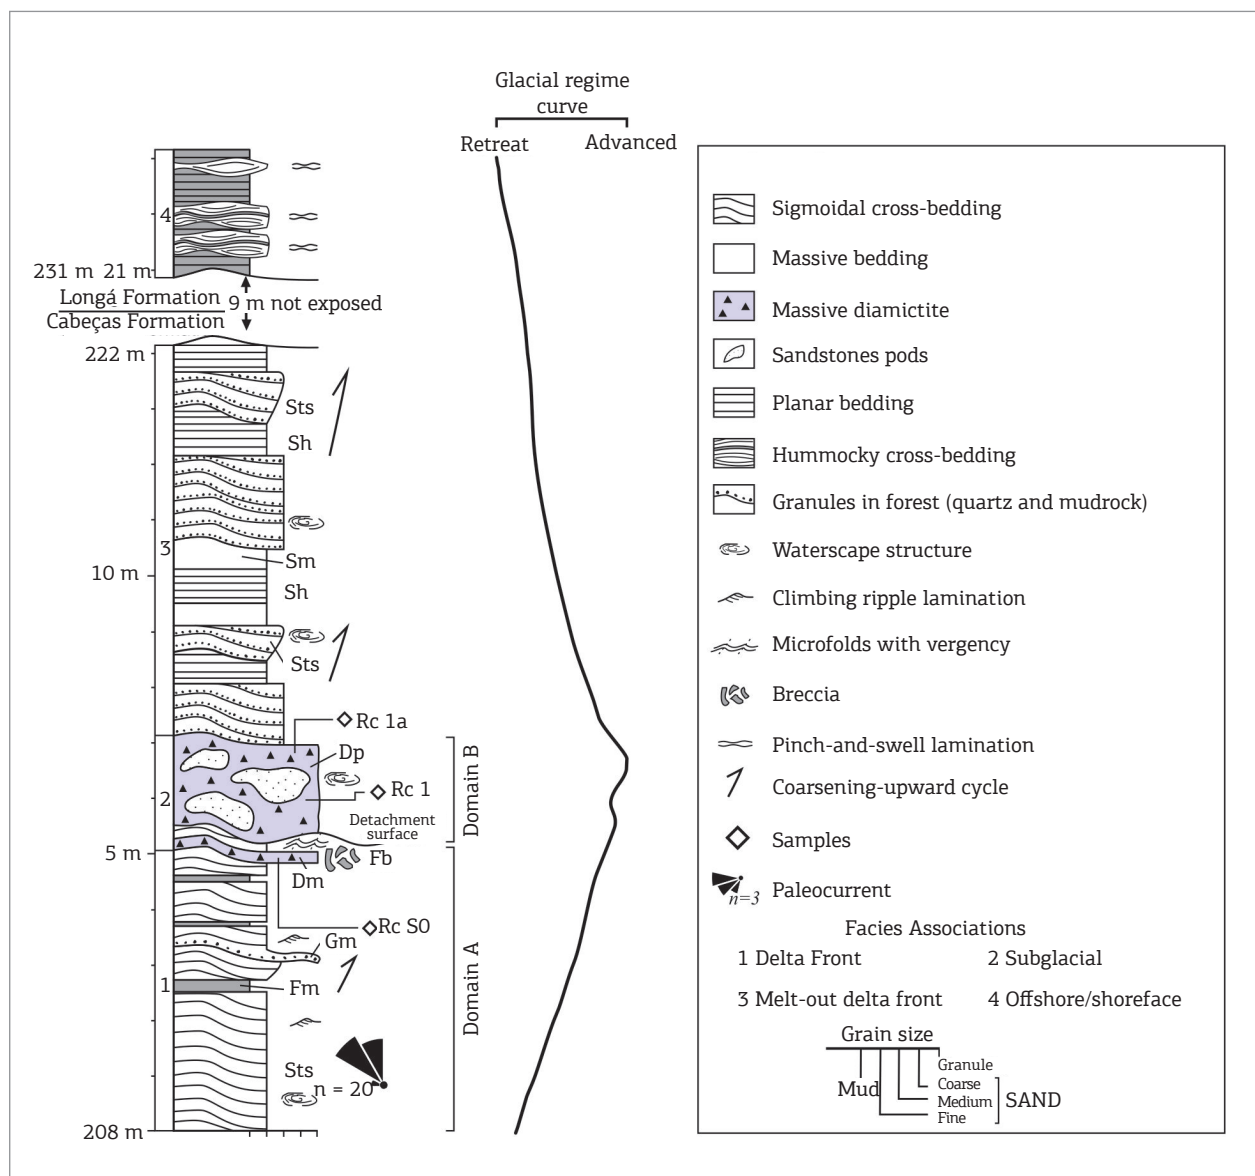 Glacial regime
curve
Retreat
Advanced
4
231 m 21 m
Longá Formation
Cabeças Formation
9 m not exposed
222 m
Sts
Sh
3
Sm
10 m
Sh
Sts
Rc 1a
Dp
Rc 1
2
Domain B
Detachment
surface
5 m
Fb
Dm
Rc S0
Gm
1
Fm
Domain A
Sts
n = 20
208 m
Sigmoidal cross-bedding
Massive bedding
Massive diamictite
Sandstones pods
Planar bedding
Hummocky cross-bedding
Granules in forest (quartz and mudrock)
Waterscape structure
Climbing ripple lamination
Microfolds with vergency
Breccia
Pinch-and-swell lamination
Coarsening-upward cycle
Samples
n=3 Paleocurrent
Facies Associations
1 Delta Front
2 Subglacial
3 Melt-out delta front
4 Offshore/shoreface
Grain size
Granule
Mud
Coarse
Medium
Fine
SAND